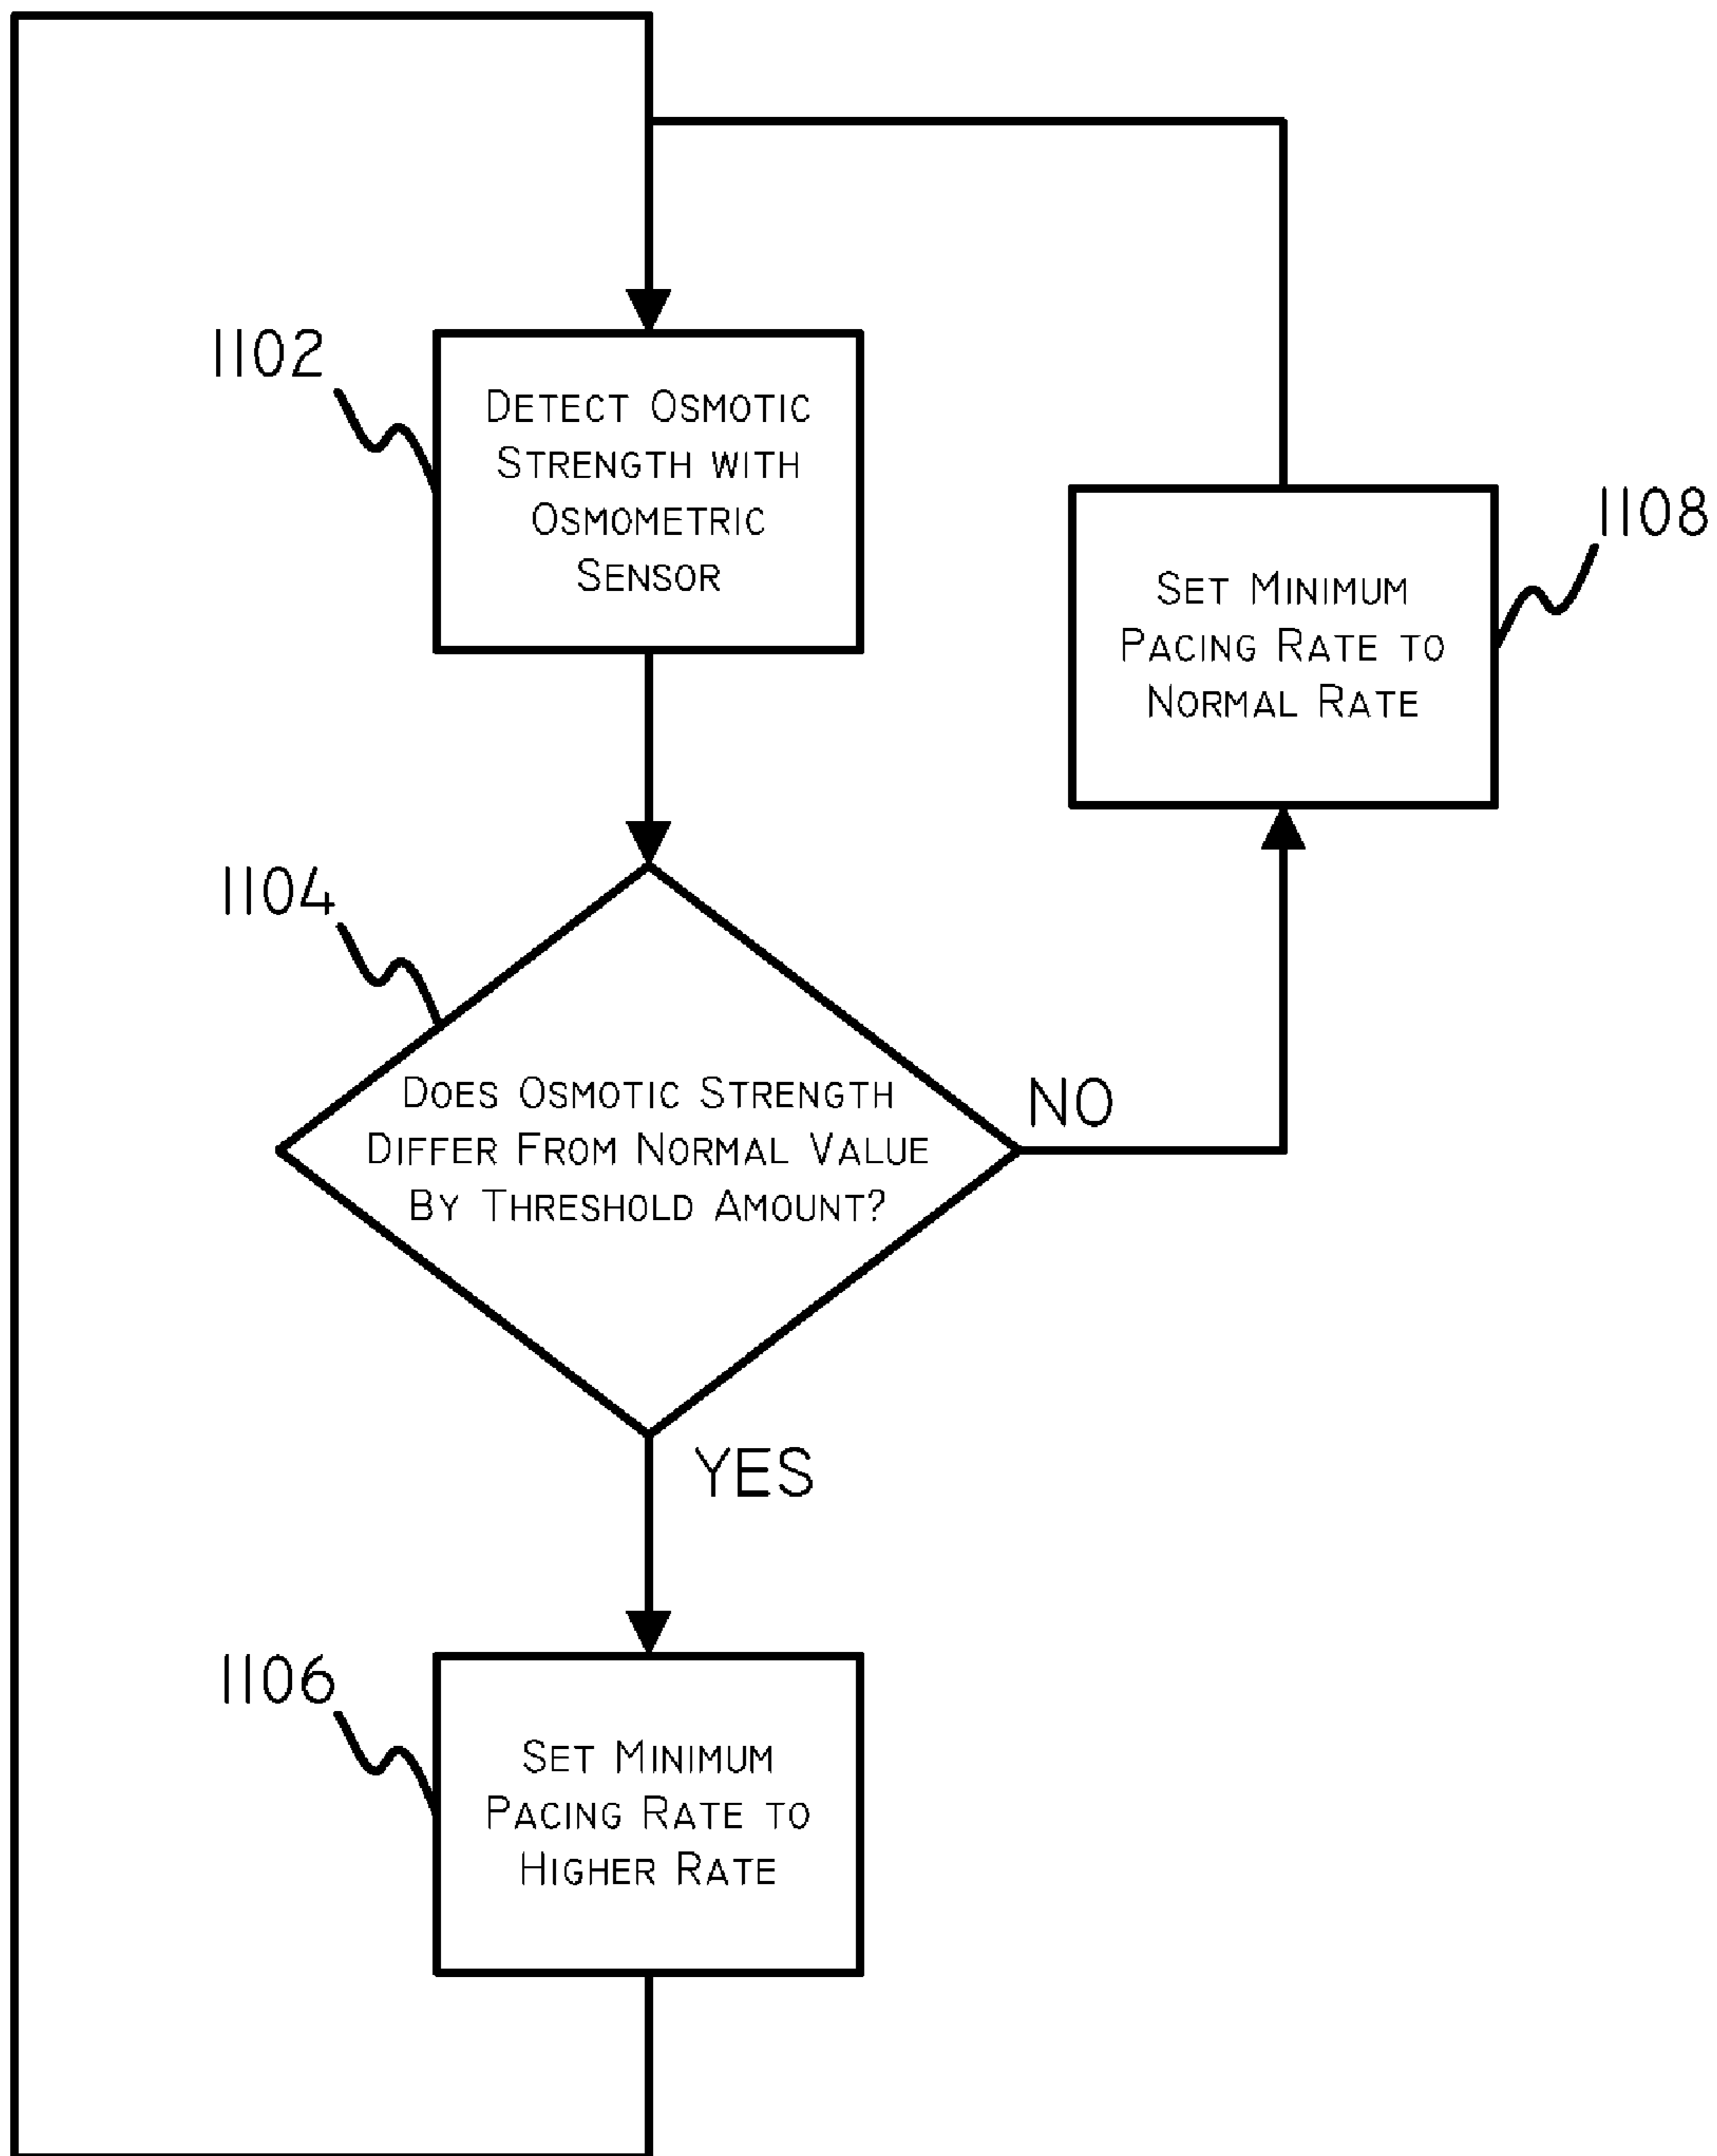 1102
DETECT OSMOTIC
STRENGTH WITH
OSMOMETRIC
SENSOR
1108
SET MINIMUM
PACING RATE TO
NORMAL RATE
1104
DOES OSMOTIC STRENGTH
DIFFER FROM NORMAL VALUE
BY THRESHOLD AMOUNT?
NO
YES
1106
SET MINIMUM
PACING RATE TO
HIGHER RATE